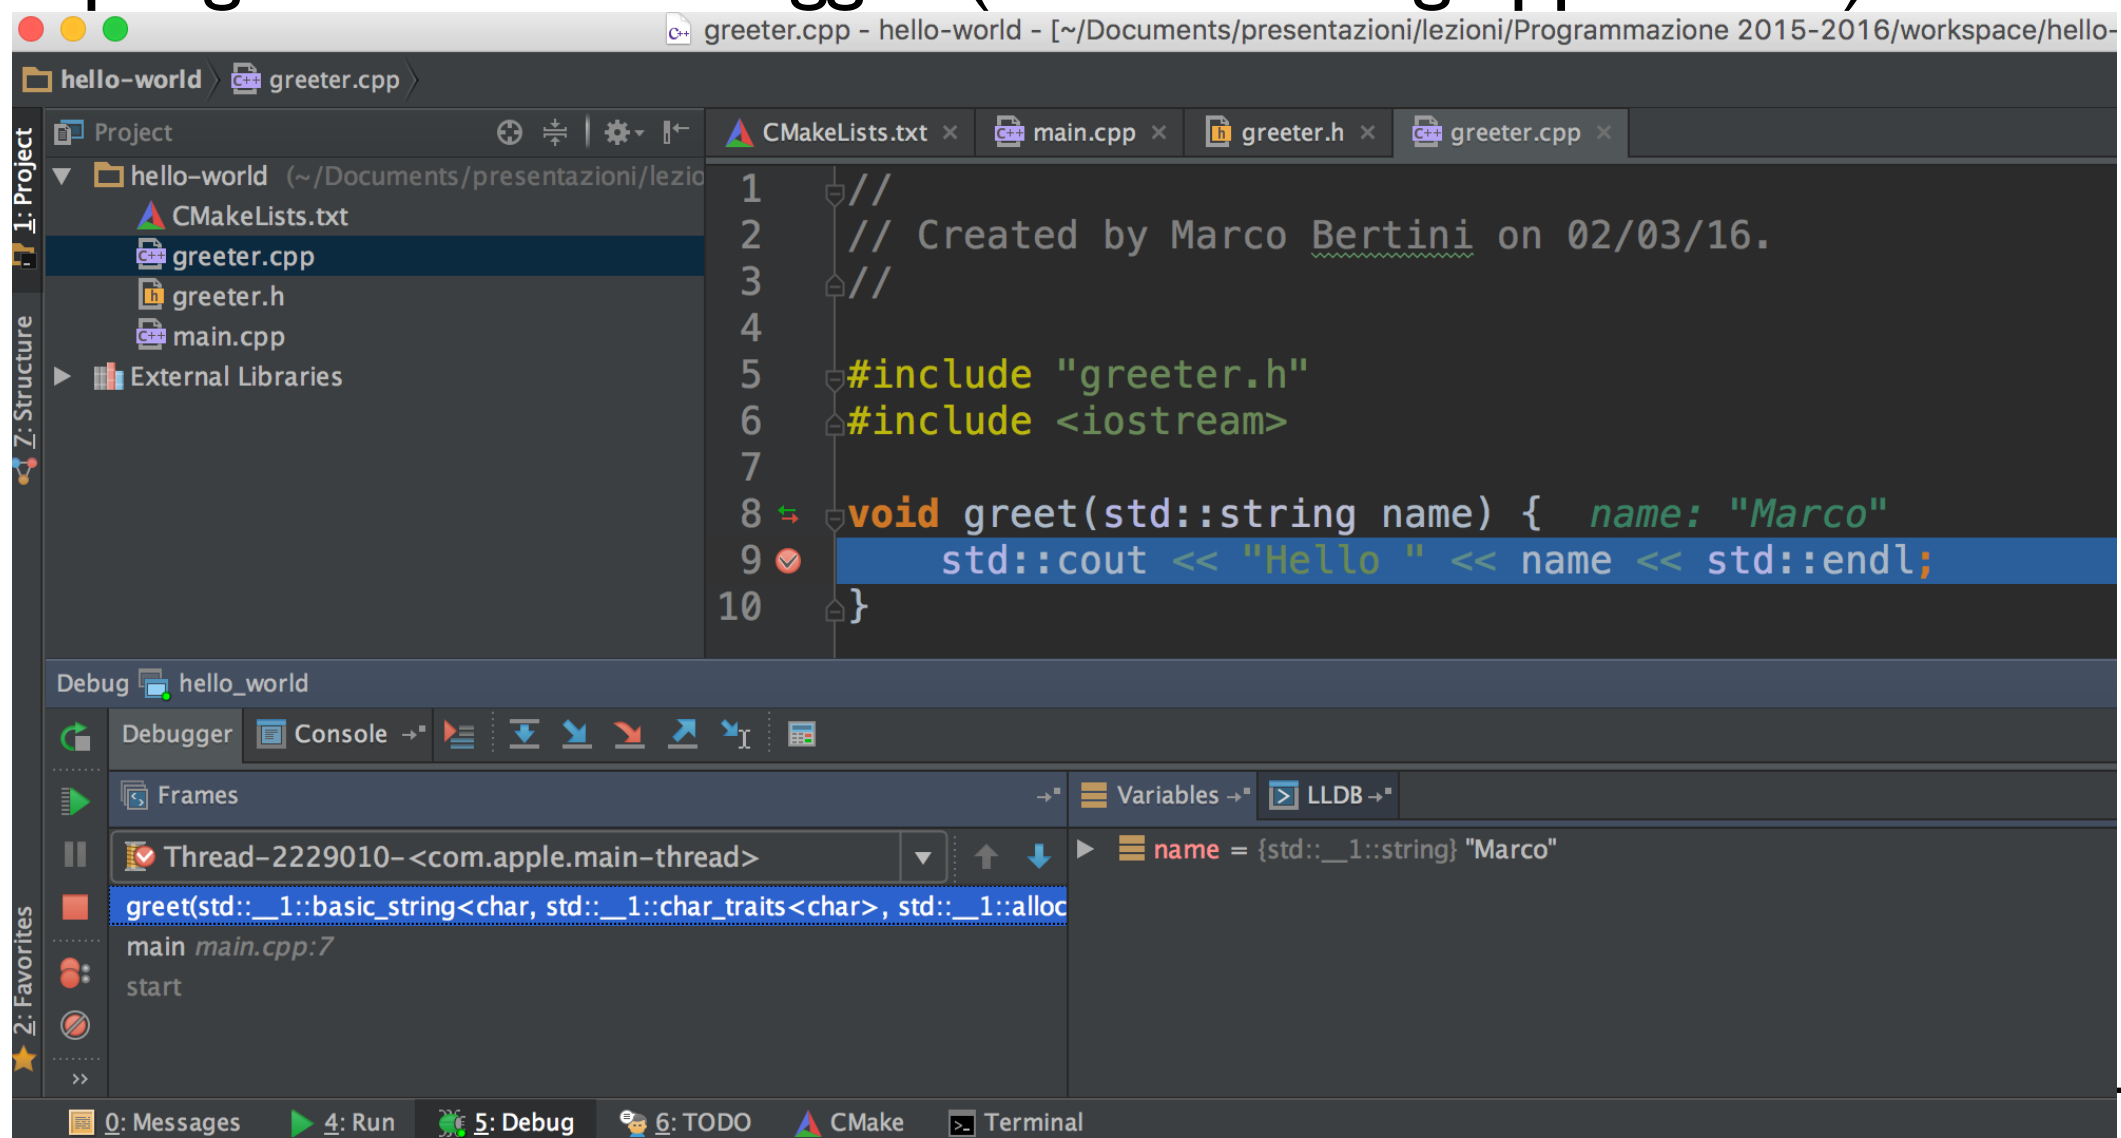 greeter.cpp - hello-world - [~/Documents/presentazioni/lezioni/Programmazione 2015-2016/workspace/hello-
hello-world greeter.cpp
1: Project
7: Structure
2: Favorites
Project
hello-world (~/Documents/presentazioni/lezio
CMakeLists.txt
greeter.cpp
greeter.h
main.cpp
External Libraries
CMakeLists.txt × main.cpp × greeter.h × greeter.cpp ×
1 //
2 // Created by Marco Bertini on 02/03/16.
3 //
4
5 #include "greeter.h"
6 #include <iostream>
7
8 void greet(std::string name) { name: "Marco"
9 std::cout << "Hello " << name << std::endl;
10 }
Debug hello_world
Debugger Console
Frames
Variables LLDB
Thread-2229010-<com.apple.main-thread>
name = {std::__1::string} "Marco"
greet(std::__1::basic_string<char, std::__1::char_traits<char>, std::__1::alloc
main main.cpp:7
start
0: Messages 4: Run 5: Debug 6: TODO CMake Terminal